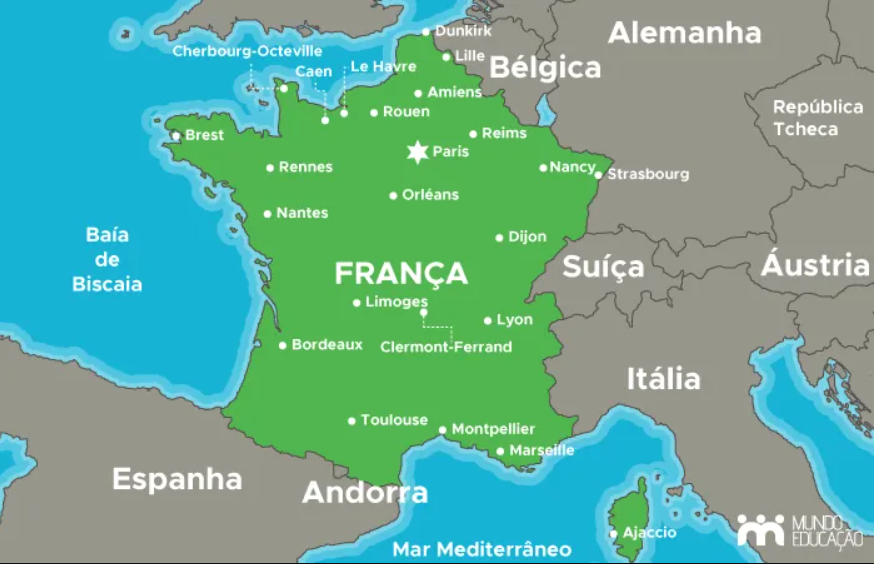 Dunkirk
Alemanha
Cherbourg-Octeville
Lille
Le Havre
Bélgica
Caen
Amiens
República
Tcheca
Rouen
Brest
Reims
Paris
Rennes
Nancy
Strasbourg
Orléans
Nantes
Baía
de
Biscaia
Dijon
FRANÇA
Suíça
Áustria
Limoges
Lyon
Bordeaux
Clermont-Ferrand
Itália
Toulouse
Montpellier
Marseille
Espanha
Andorra
Ajaccio
Mar Mediterrâneo
MUNDO
EDUCAÇÃO